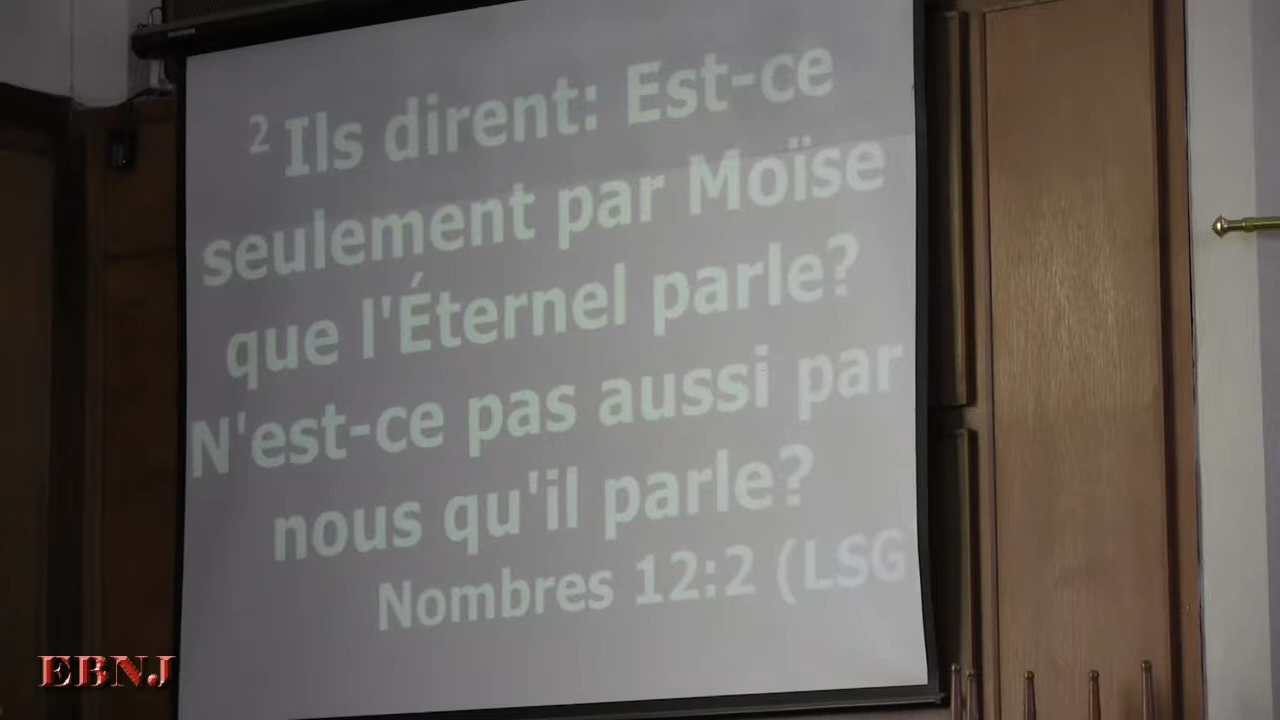 2 Ils dirent: Est-ce
seulement par Moïse
que l'Éternel parle?
N'est-ce pas aussi par
nous qu'il parle?
Nombres 12:2 (LSG
EBNJ